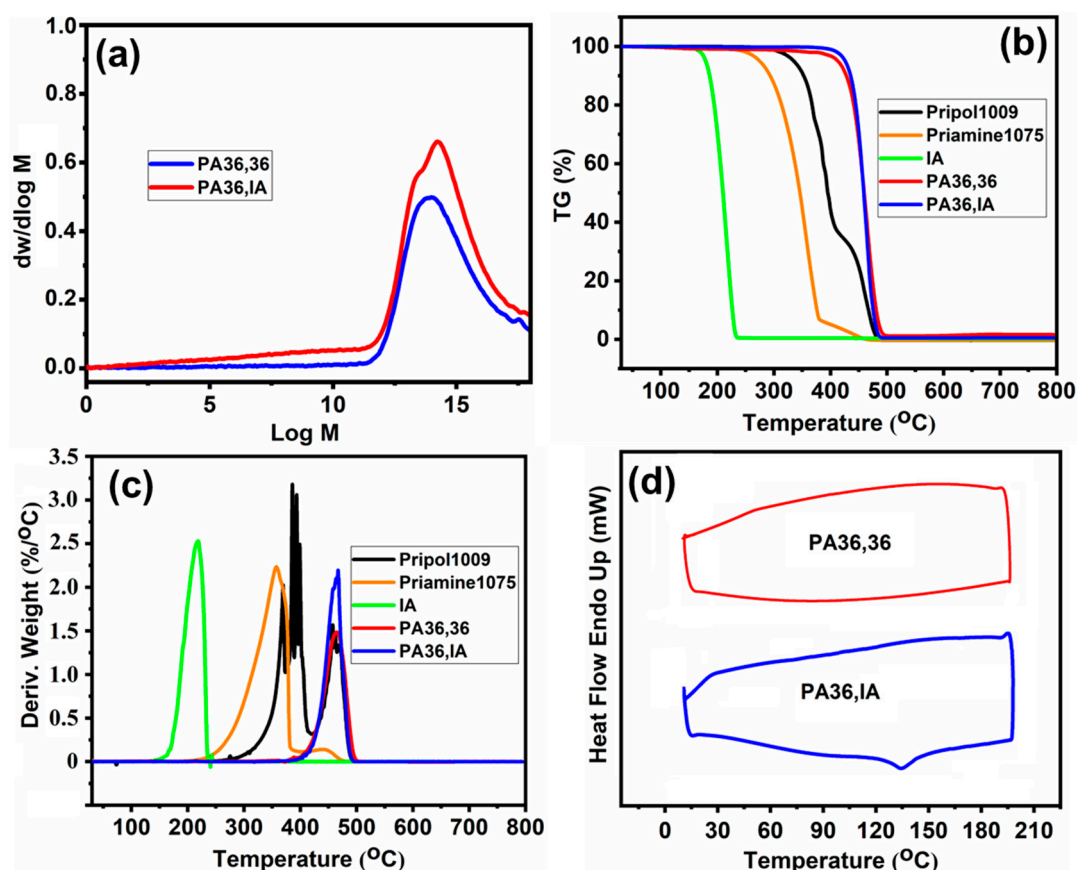 (a)
1.0
0.8
0.6
0.4
0.2
0.0
dw/dlog M
PA36,36
PA36,IA
0 5 10 15
Log M
(b)
100
80
60
40
20
0
TG (%)
Pripol1009
Priamine1075
IA
PA36,36
PA36,IA
100 200 300 400 500 600 700 800
Temperature (⁰C)
(c)
3.5
3.0
2.5
2.0
1.5
1.0
0.5
0
Deriv. Weight (%/⁰C)
Pripol1009
Priamine1075
IA
PA36,36
PA36,IA
100 200 300 400 500 600 700 800
Temperature (⁰C)
(d)
Heat Flow Endo Up (mW)
PA36,36
PA36,IA
0 30 60 90 120 150 180 210
Temperature (⁰C)